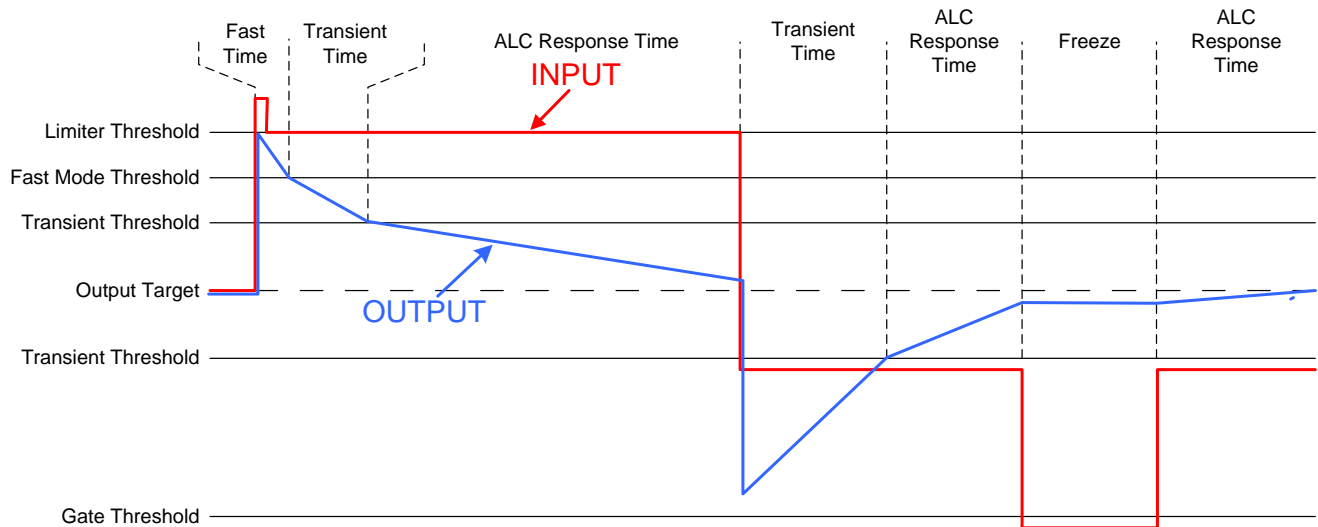 Fast
Time
Transient
Time
ALC Response Time
Transient
Time
ALC
Response
Time
Freeze
ALC
Response
Time
INPUT
Limiter Threshold
Fast Mode Threshold
Transient Threshold
Output Target
OUTPUT
Transient Threshold
Gate Threshold